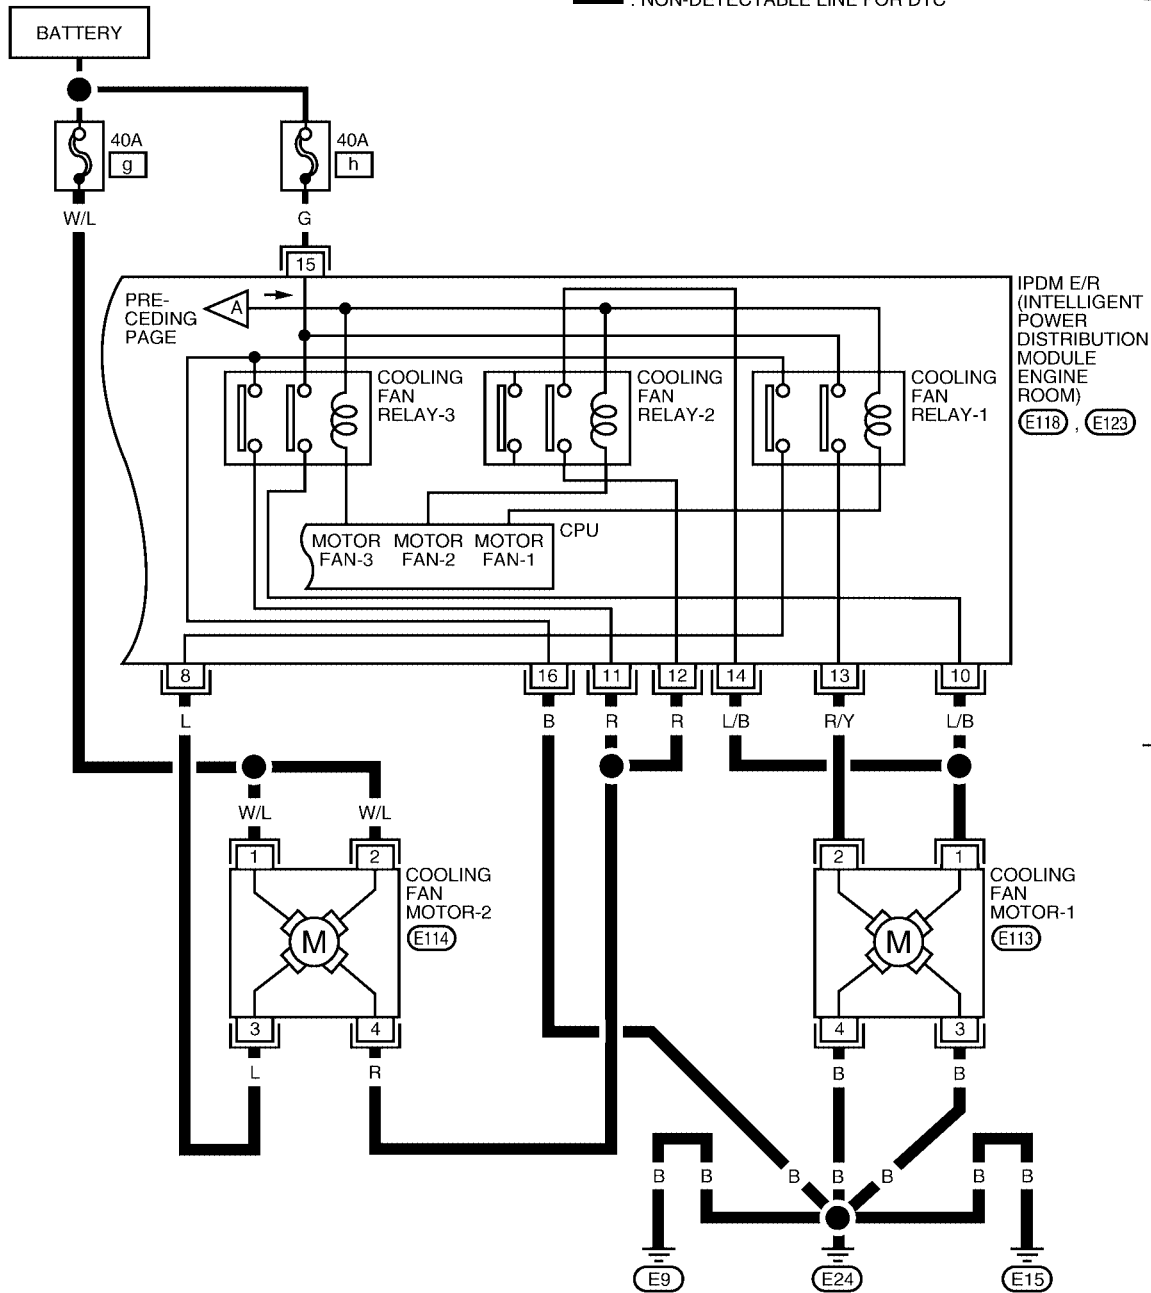 : NON-DETECTABLE LINE FOR DTC
BATTERY
40A
g
40A
h
W/L
G
15
IPDM E/R
(INTELLIGENT
POWER
DISTRIBUTION
MODULE
ENGINE
ROOM)
E118 , E123
PRE-
CEDING
PAGE
A
COOLING
FAN
RELAY-3
COOLING
FAN
RELAY-2
COOLING
FAN
RELAY-1
CPU
MOTOR
FAN-3
MOTOR
FAN-2
MOTOR
FAN-1
8
16
11
12
14
13
10
L
B
R
R
L/B
R/Y
L/B
W/L
W/L
1
2
2
1
COOLING
FAN
MOTOR-2
E114
M
COOLING
FAN
MOTOR-1
E113
M
3
4
4
3
L
R
B
B
B
B
B
B
B
B
B
E9
E24
E15